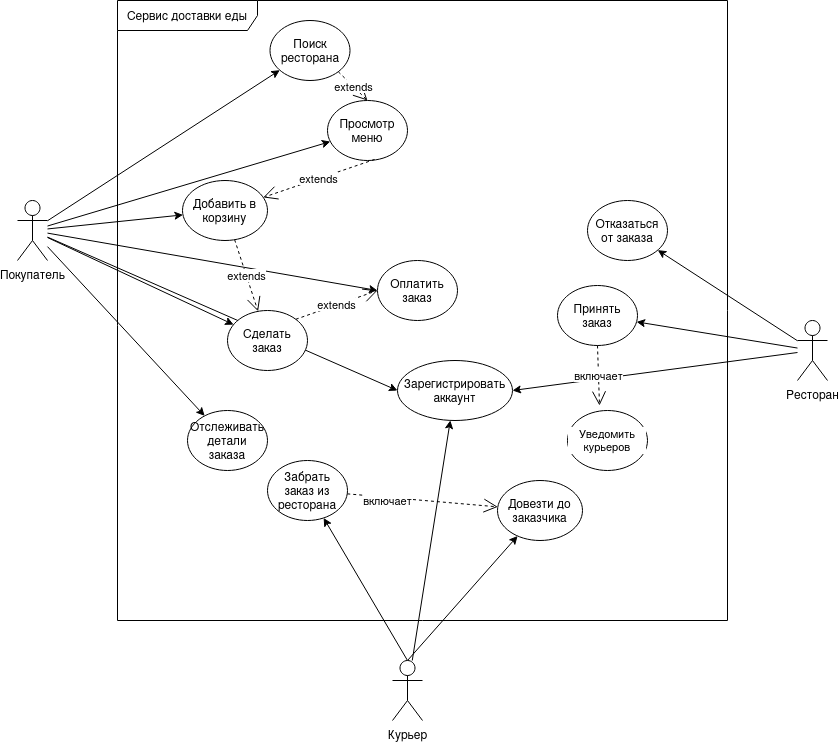 Сервис доставки еды
Поиск
ресторана
extends
Просмотр
меню
extends
Добавить в
корзину
Отказаться
от заказа
Покупатель
extends
Оплатить
заказ
extends
Принять
заказ
Сделать
заказ
Ресторан
включает
Зарегистрировать
аккаунт
Отслеживать
детали
заказа
Уведомить
курьеров
Забрать
заказ из
ресторана
включает
Довезти до
заказчика
Курьер